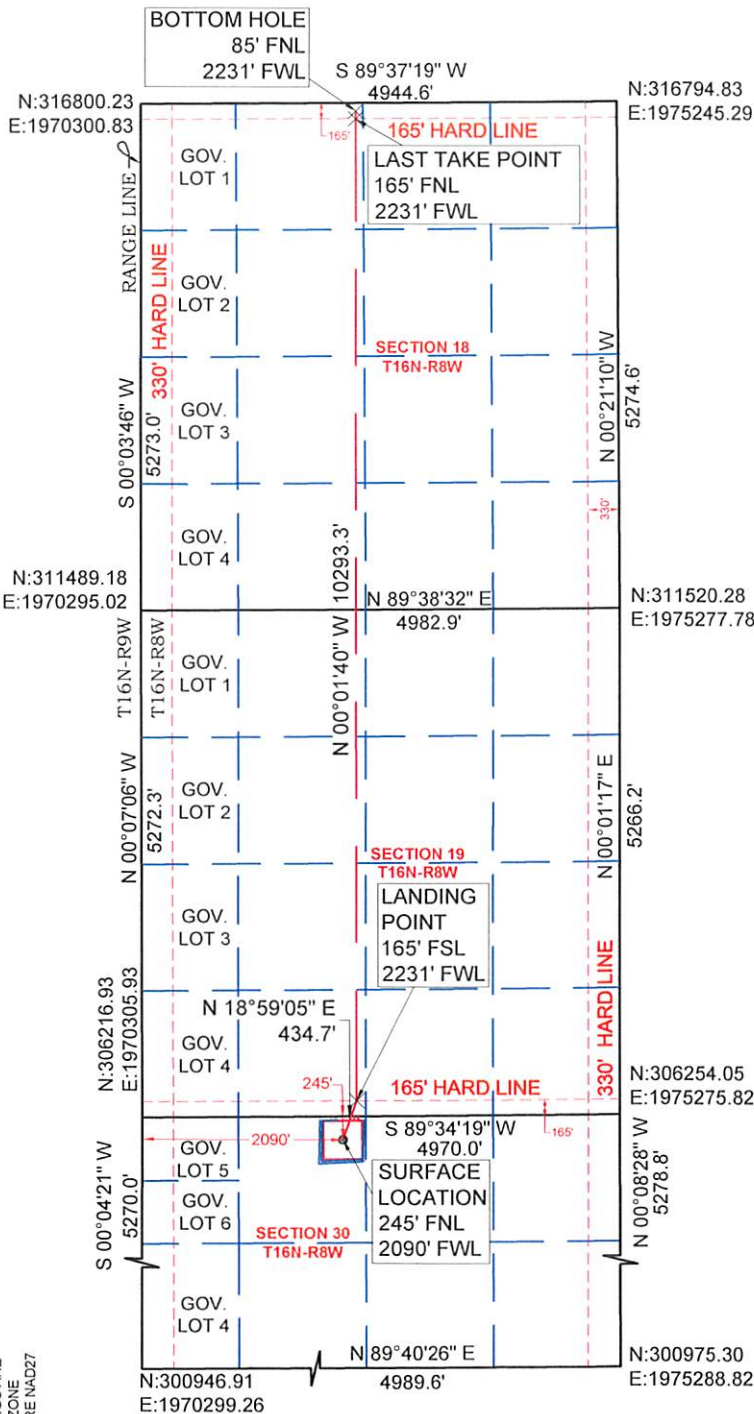 BOTTOM HOLE
85' FNL
2231' FWL
S 89°37'19" W
4944.6'
N:316800.23
E:1970300.83
N:316794.83
E:1975245.29
165'
165' HARD LINE
LAST TAKE POINT
165' FNL
2231' FWL
GOV.
LOT 1
RANGE LINE
330' HARD LINE
GOV.
LOT 2
SECTION 18
T16N-R8W
S 00°03'46" W
5273.0'
N 00°21'10" W
5274.6'
GOV.
LOT 3
330'
GOV.
LOT 4
N:311489.18
E:1970295.02
N 00°01'40" W 10293.3'
N 89°38'32" E
4982.9'
N:311520.28
E:1975277.78
T16N-R9W
T16N-R8W
GOV.
LOT 1
GOV.
LOT 2
N 00°07'06" W
5272.3'
N 00°01'17" E
5266.2'
SECTION 19
T16N-R8W
GOV.
LOT 3
LANDING
POINT
165' FSL
2231' FWL
N:306216.93
E:1970305.93
N 18°59'05" E
434.7'
GOV.
LOT 4
330' HARD LINE
245'
165' HARD LINE
N:306254.05
E:1975275.82
S 89°34'19" W
4970.0'
165'
2090'
GOV.
LOT 5
SURFACE
LOCATION
245' FNL
2090' FWL
S 00°04'21" W
5270.0'
N 00°08'28" W
5278.8'
GOV.
LOT 6
SECTION 30
T16N-R8W
GOV.
LOT 4
N 89°40'26" E
4989.6'
N:300946.91
E:1970299.26
N:300975.30
E:1975288.82
ZONE
RE NAD27